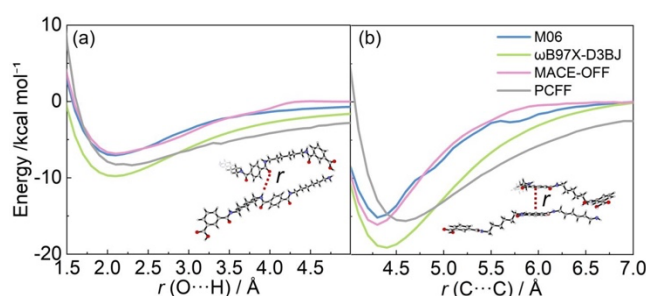 10
0
-10
-20
Energy /kcal mol⁻¹
(a)
r
1.5 2.0 2.5 3.0 3.5 4.0 4.5
r (O···H) / Å
(b)
M06
ωB97X-D3BJ
MACE-OFF
PCFF
r
4.5 5.0 5.5 6.0 6.5 7.0
r (C···C) / Å